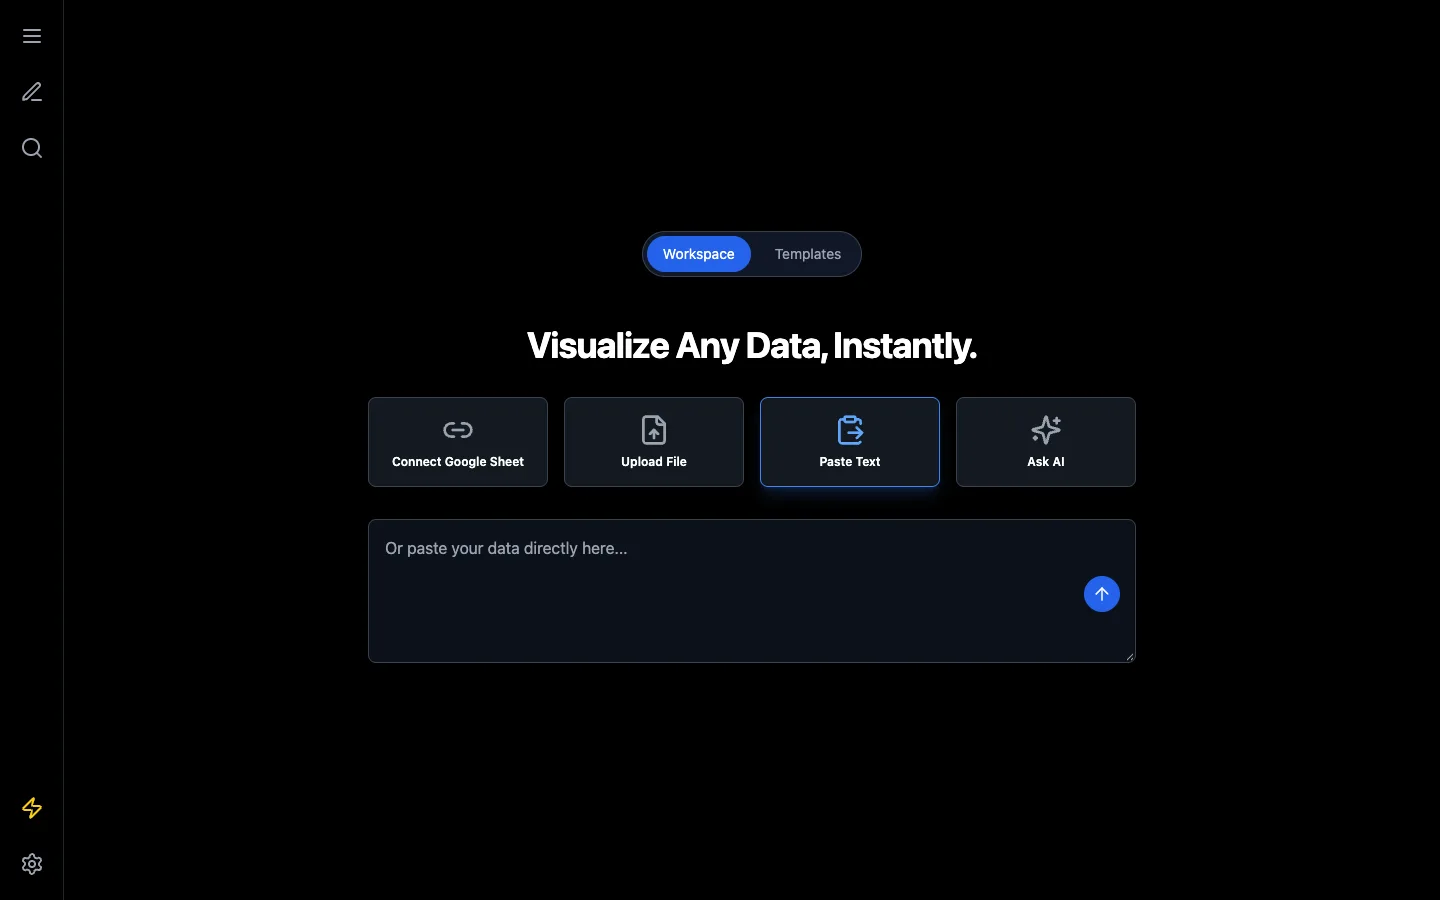 Workspace
Templates
Visualize Any Data, Instantly.
Connect Google Sheet
Upload File
Paste Text
Ask AI
Or paste your data directly here...